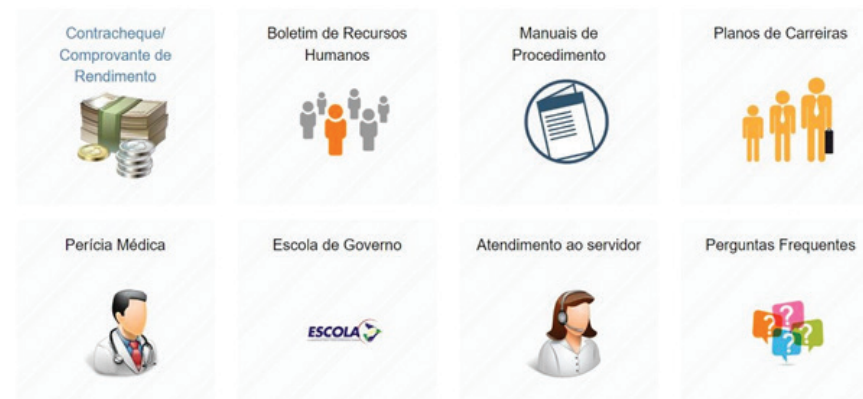 Contracheque/
Comprovante de
Rendimento
Boletim de Recursos
Humanos
Manuais de
Procedimento
Planos de Carreiras
Perícia Médica
Escola de Governo
ESCOLA
Atendimento ao servidor
Perguntas Frequentes
? ? ? ?